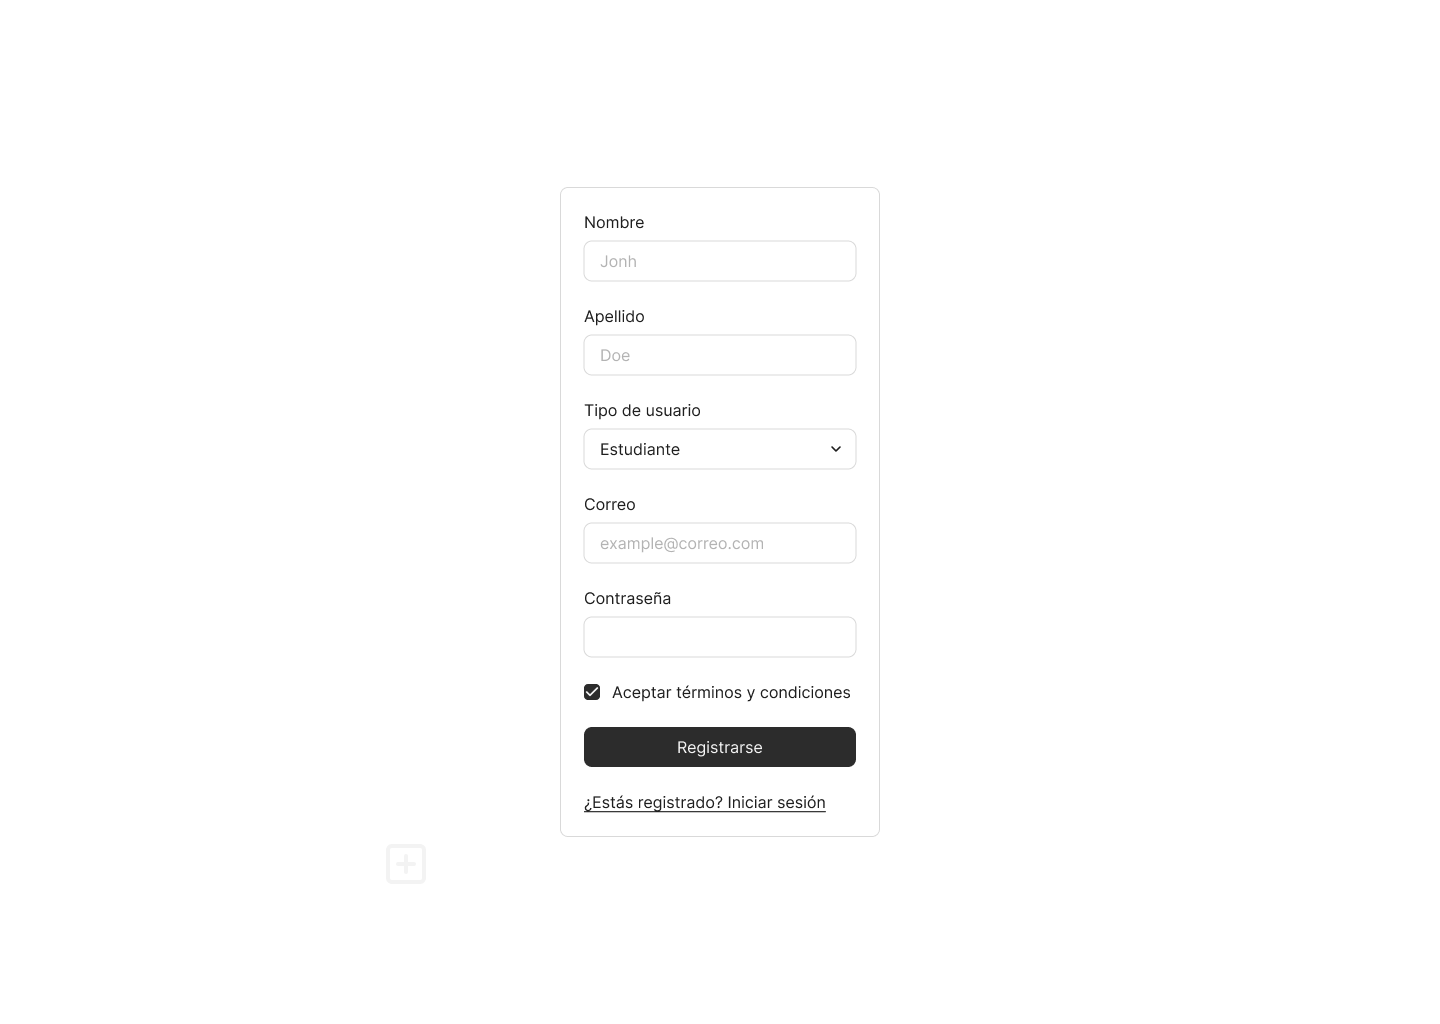 Nombre
Jonh
Apellido
Doe
Tipo de usuario
Estudiante
Correo
example@correo.com
Contraseña
Aceptar términos y condiciones
Registrarse
¿Estás registrado? Iniciar sesión